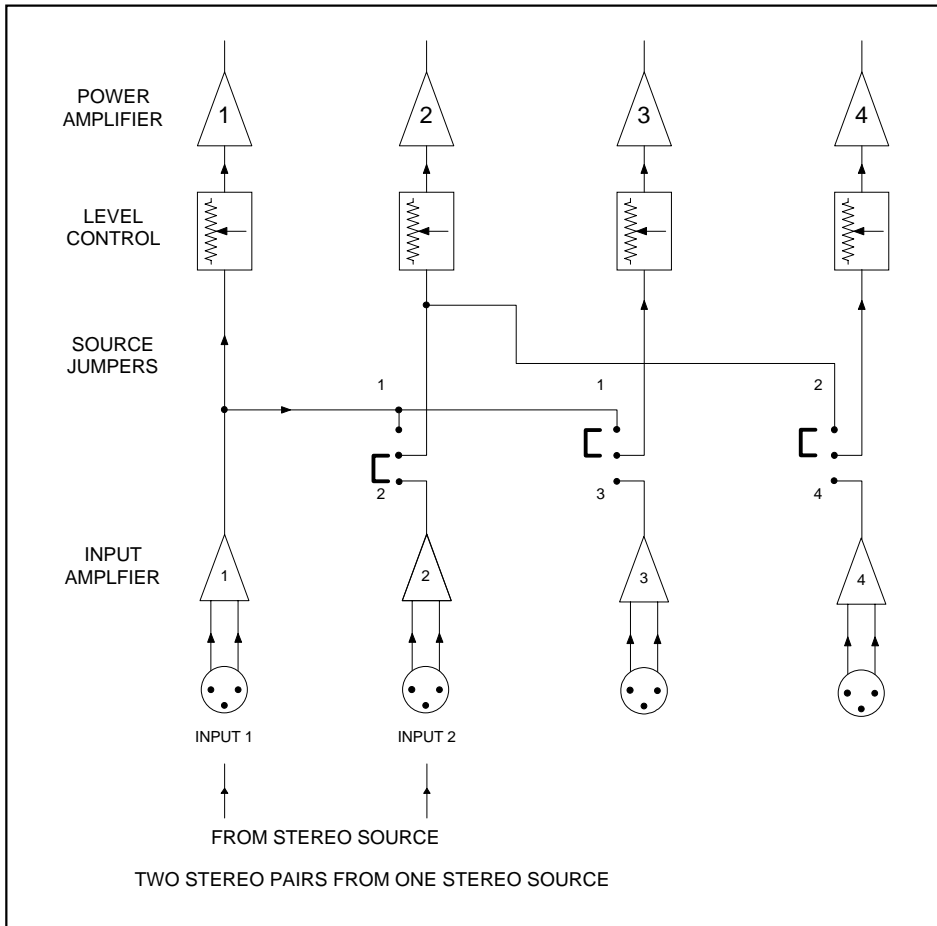 POWER
AMPLIFIER
1
2
3
4
LEVEL
CONTROL
SOURCE
JUMPERS
1
1
2
2
3
4
INPUT
AMPLFIER
1
2
3
4
INPUT 1
INPUT 2
FROM STEREO SOURCE
TWO STEREO PAIRS FROM ONE STEREO SOURCE